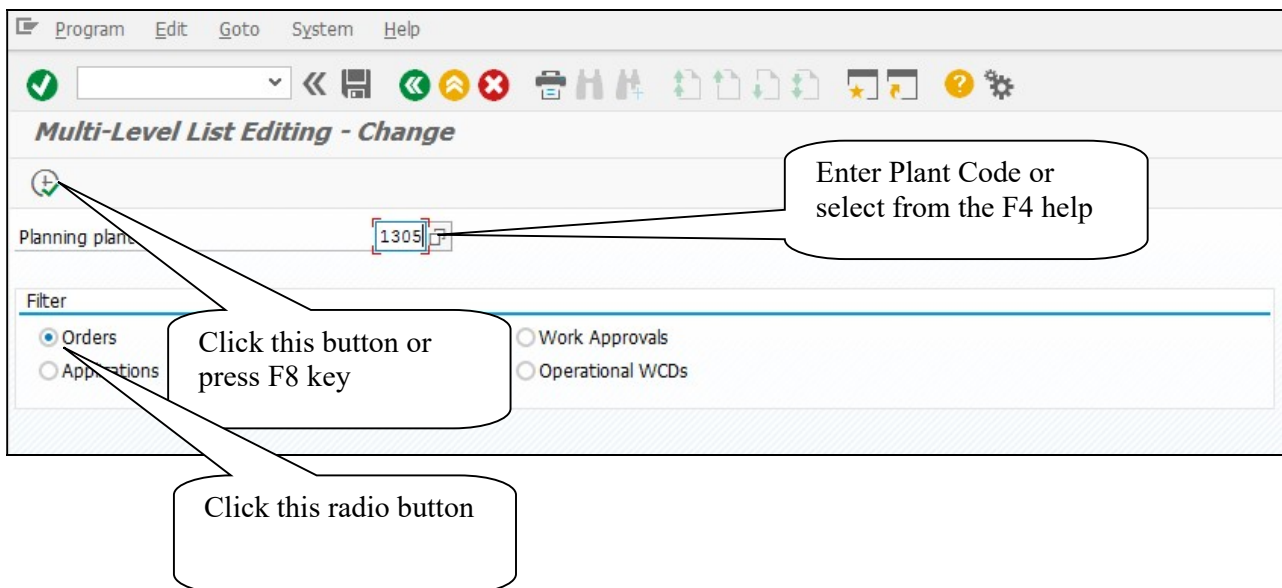 Program Edit Goto System Help
Multi-Level List Editing - Change
Enter Plant Code or
select from the F4 help
Planning plant 1305
Filter
Orders
Work Approvals
Applications
Operational WCDs
Click this button or
press F8 key
Click this radio button